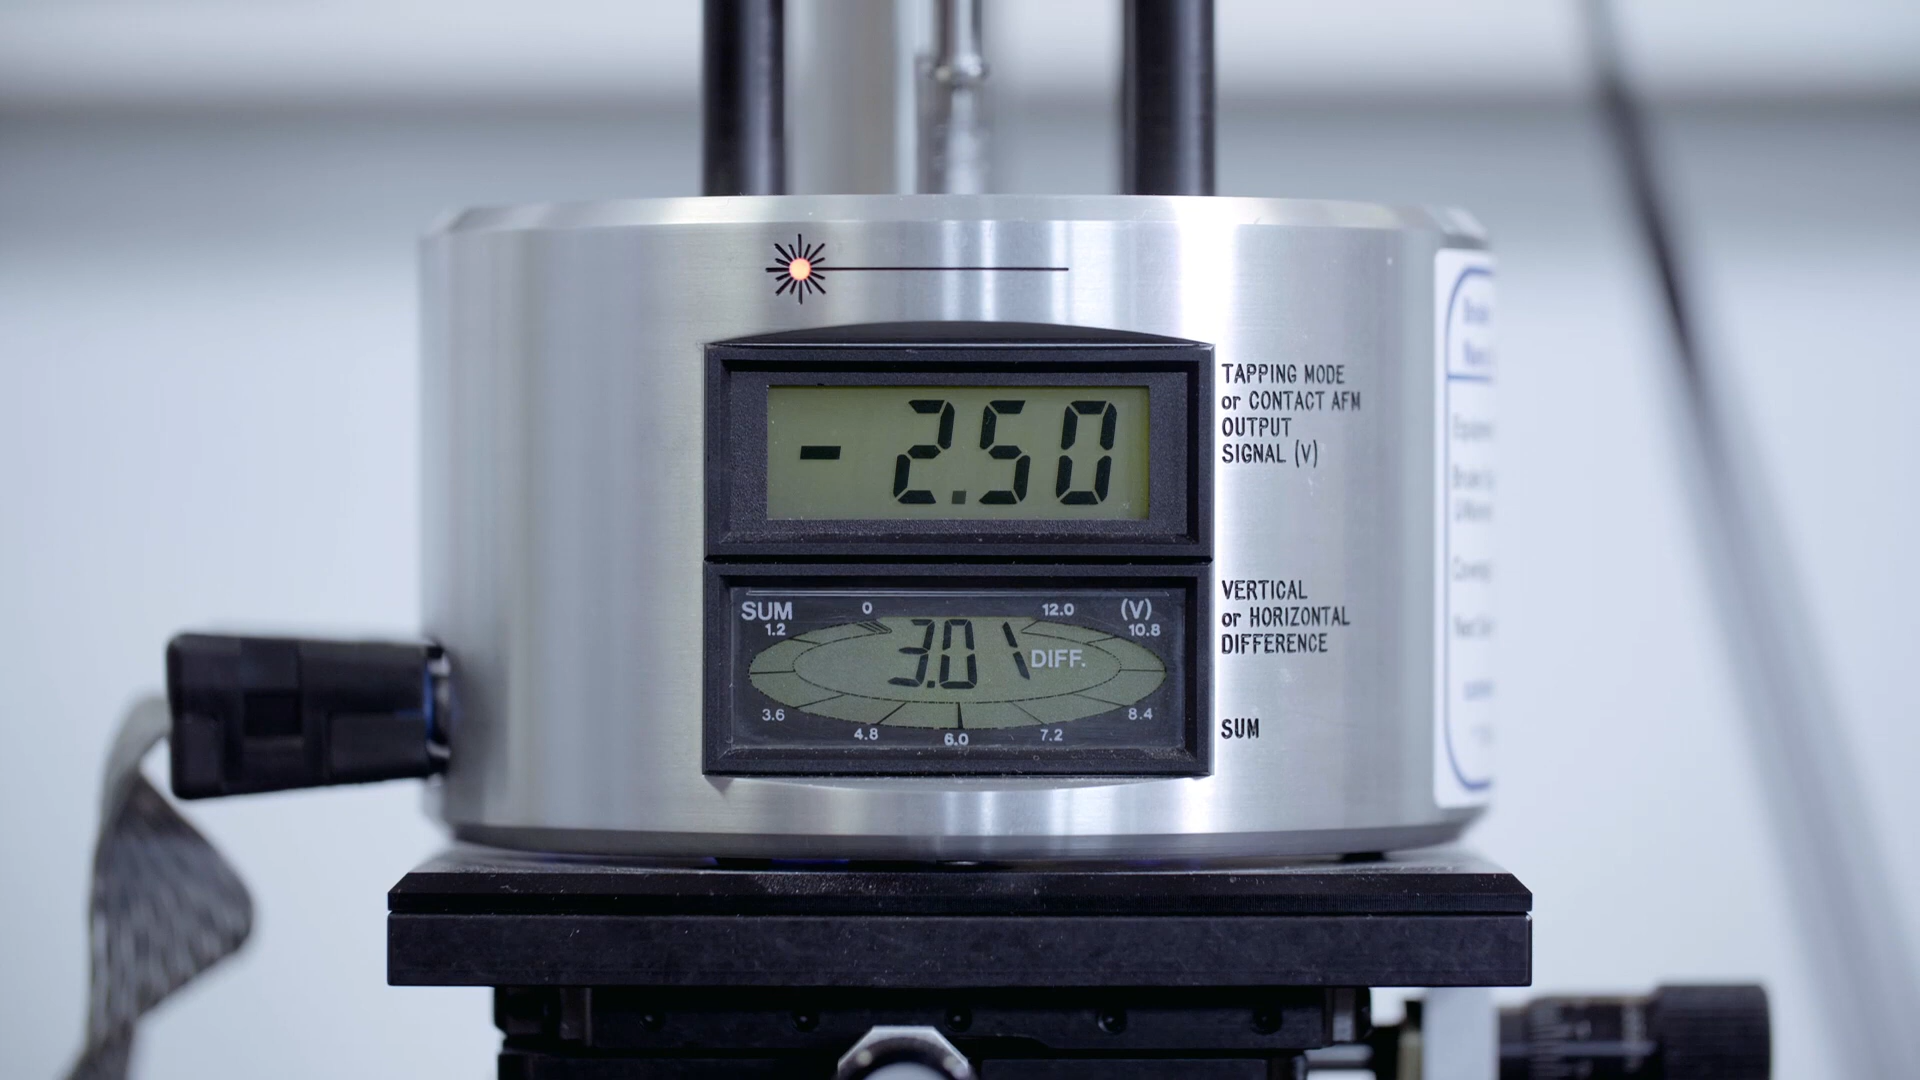 - 2.50
TAPPING MODE
or CONTACT AFM
OUTPUT
SIGNAL (V)
SUM 0 12.0 (V)
1.2 10.8
3.01 DIFF.
3.6 8.4
4.8 6.0 7.2
VERTICAL
or HORIZONTAL
DIFFERENCE
SUM